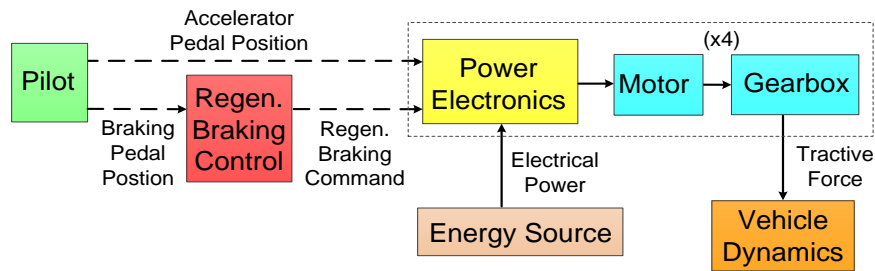 Accelerator
Pedal Position
(x4)
Pilot
Regen.
Braking
Control
Power
Electronics
Motor
Gearbox
Braking
Pedal
Postion
Regen.
Braking
Command
Electrical
Power
Tractive
Force
Energy Source
Vehicle
Dynamics